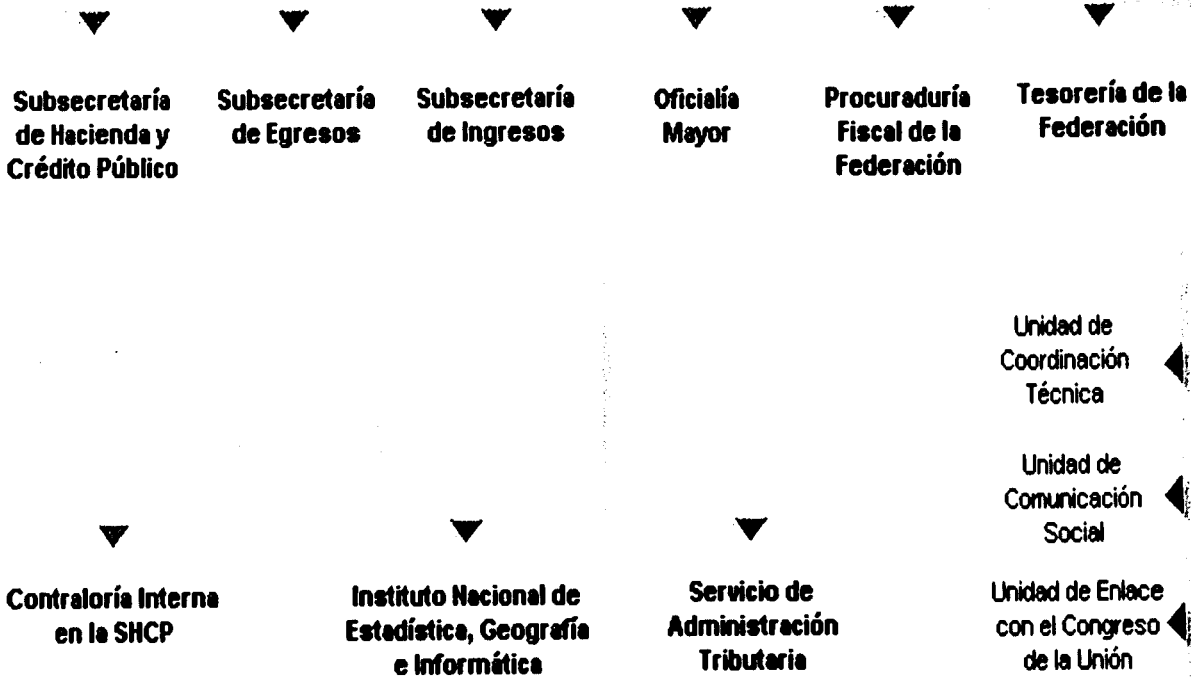 Subsecretaría
de Hacienda y
Crédito Público
Subsecretaría
de Egresos
Subsecretaría
de Ingresos
Oficialía
Mayor
Procuraduría
Fiscal de la
Federación
Tesorería de la
Federación
Unidad de
Coordinación
Técnica
Unidad de
Comunicación
Social
Unidad de Enlace
con el Congreso
de la Unión
Contraloría Interna
en la SHCP
Instituto Nacional de
Estadística, Geografía
e Informática
Servicio de
Administración
Tributaria